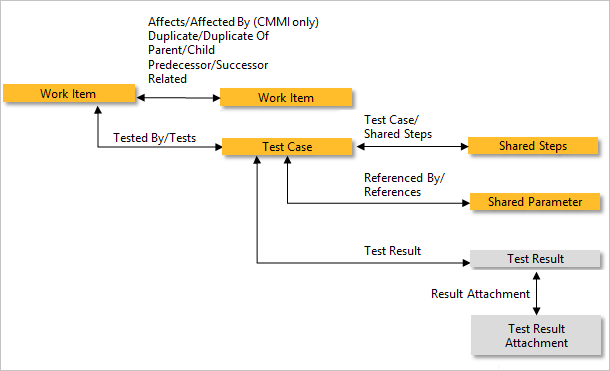 Affects/Affected By (CMMI only)
Duplicate/Duplicate Of
Parent/Child
Predecessor/Successor
Related
Work Item
Work Item
Tested By/Tests
Test Case
Test Case/
Shared Steps
Shared Steps
Referenced By/
References
Shared Parameter
Test Result
Test Result
Result Attachment
Test Result
Attachment